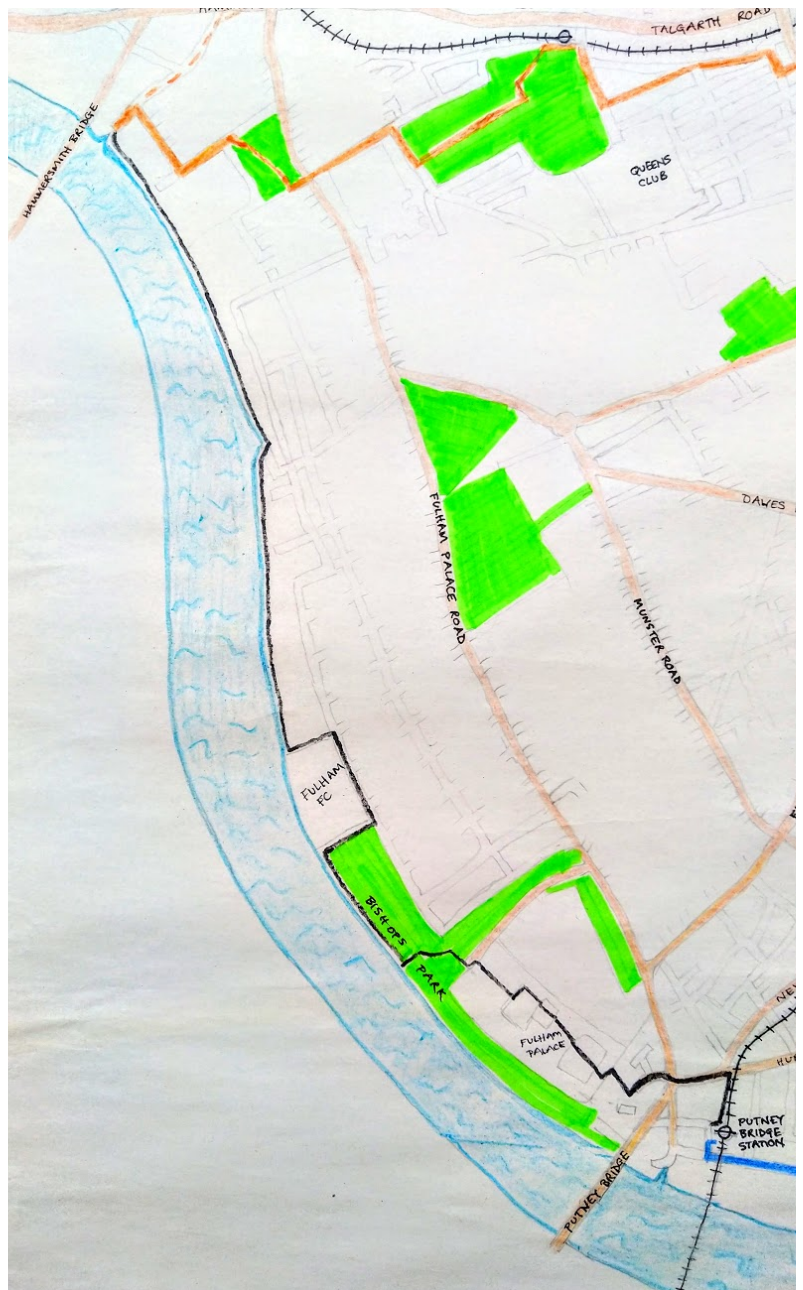 TALGARTH ROAD
HAMMERSMITH BRIDGE
QUEENS
CLUB
DAWES
FULHAM PALACE ROAD
MUNSTER ROAD
FULHAM
FC
BISHOPS
PARK
FULHAM
PALACE
PUTNEY
BRIDGE
STATION
PUTNEY BRIDGE